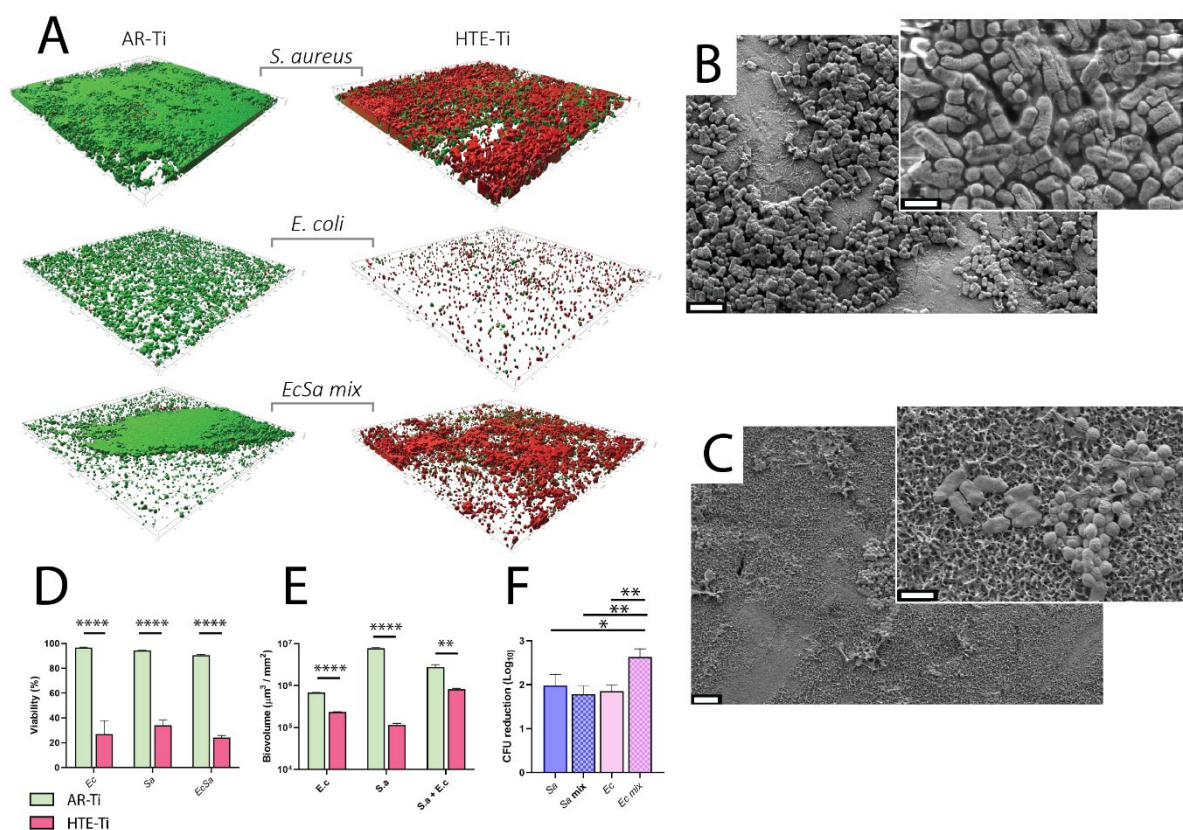 A
AR-Ti
HTE-Ti
S. aureus
E. coli
EcSa mix
B
C
D
****
****
****
Viability (%)
100
80
60
40
20
0
Ec
Sa
EcSa
AR-Ti
HTE-Ti
E
****
****
**
Biovolume (µm³ / mm²)
10⁷
10⁶
10⁵
10⁴
E.c
S.a
S.a + E.c
F
**
**
*
CFU reduction (Log₁₀)
3
2
1
0
Sa
Sa mix
Ec
Ec mix